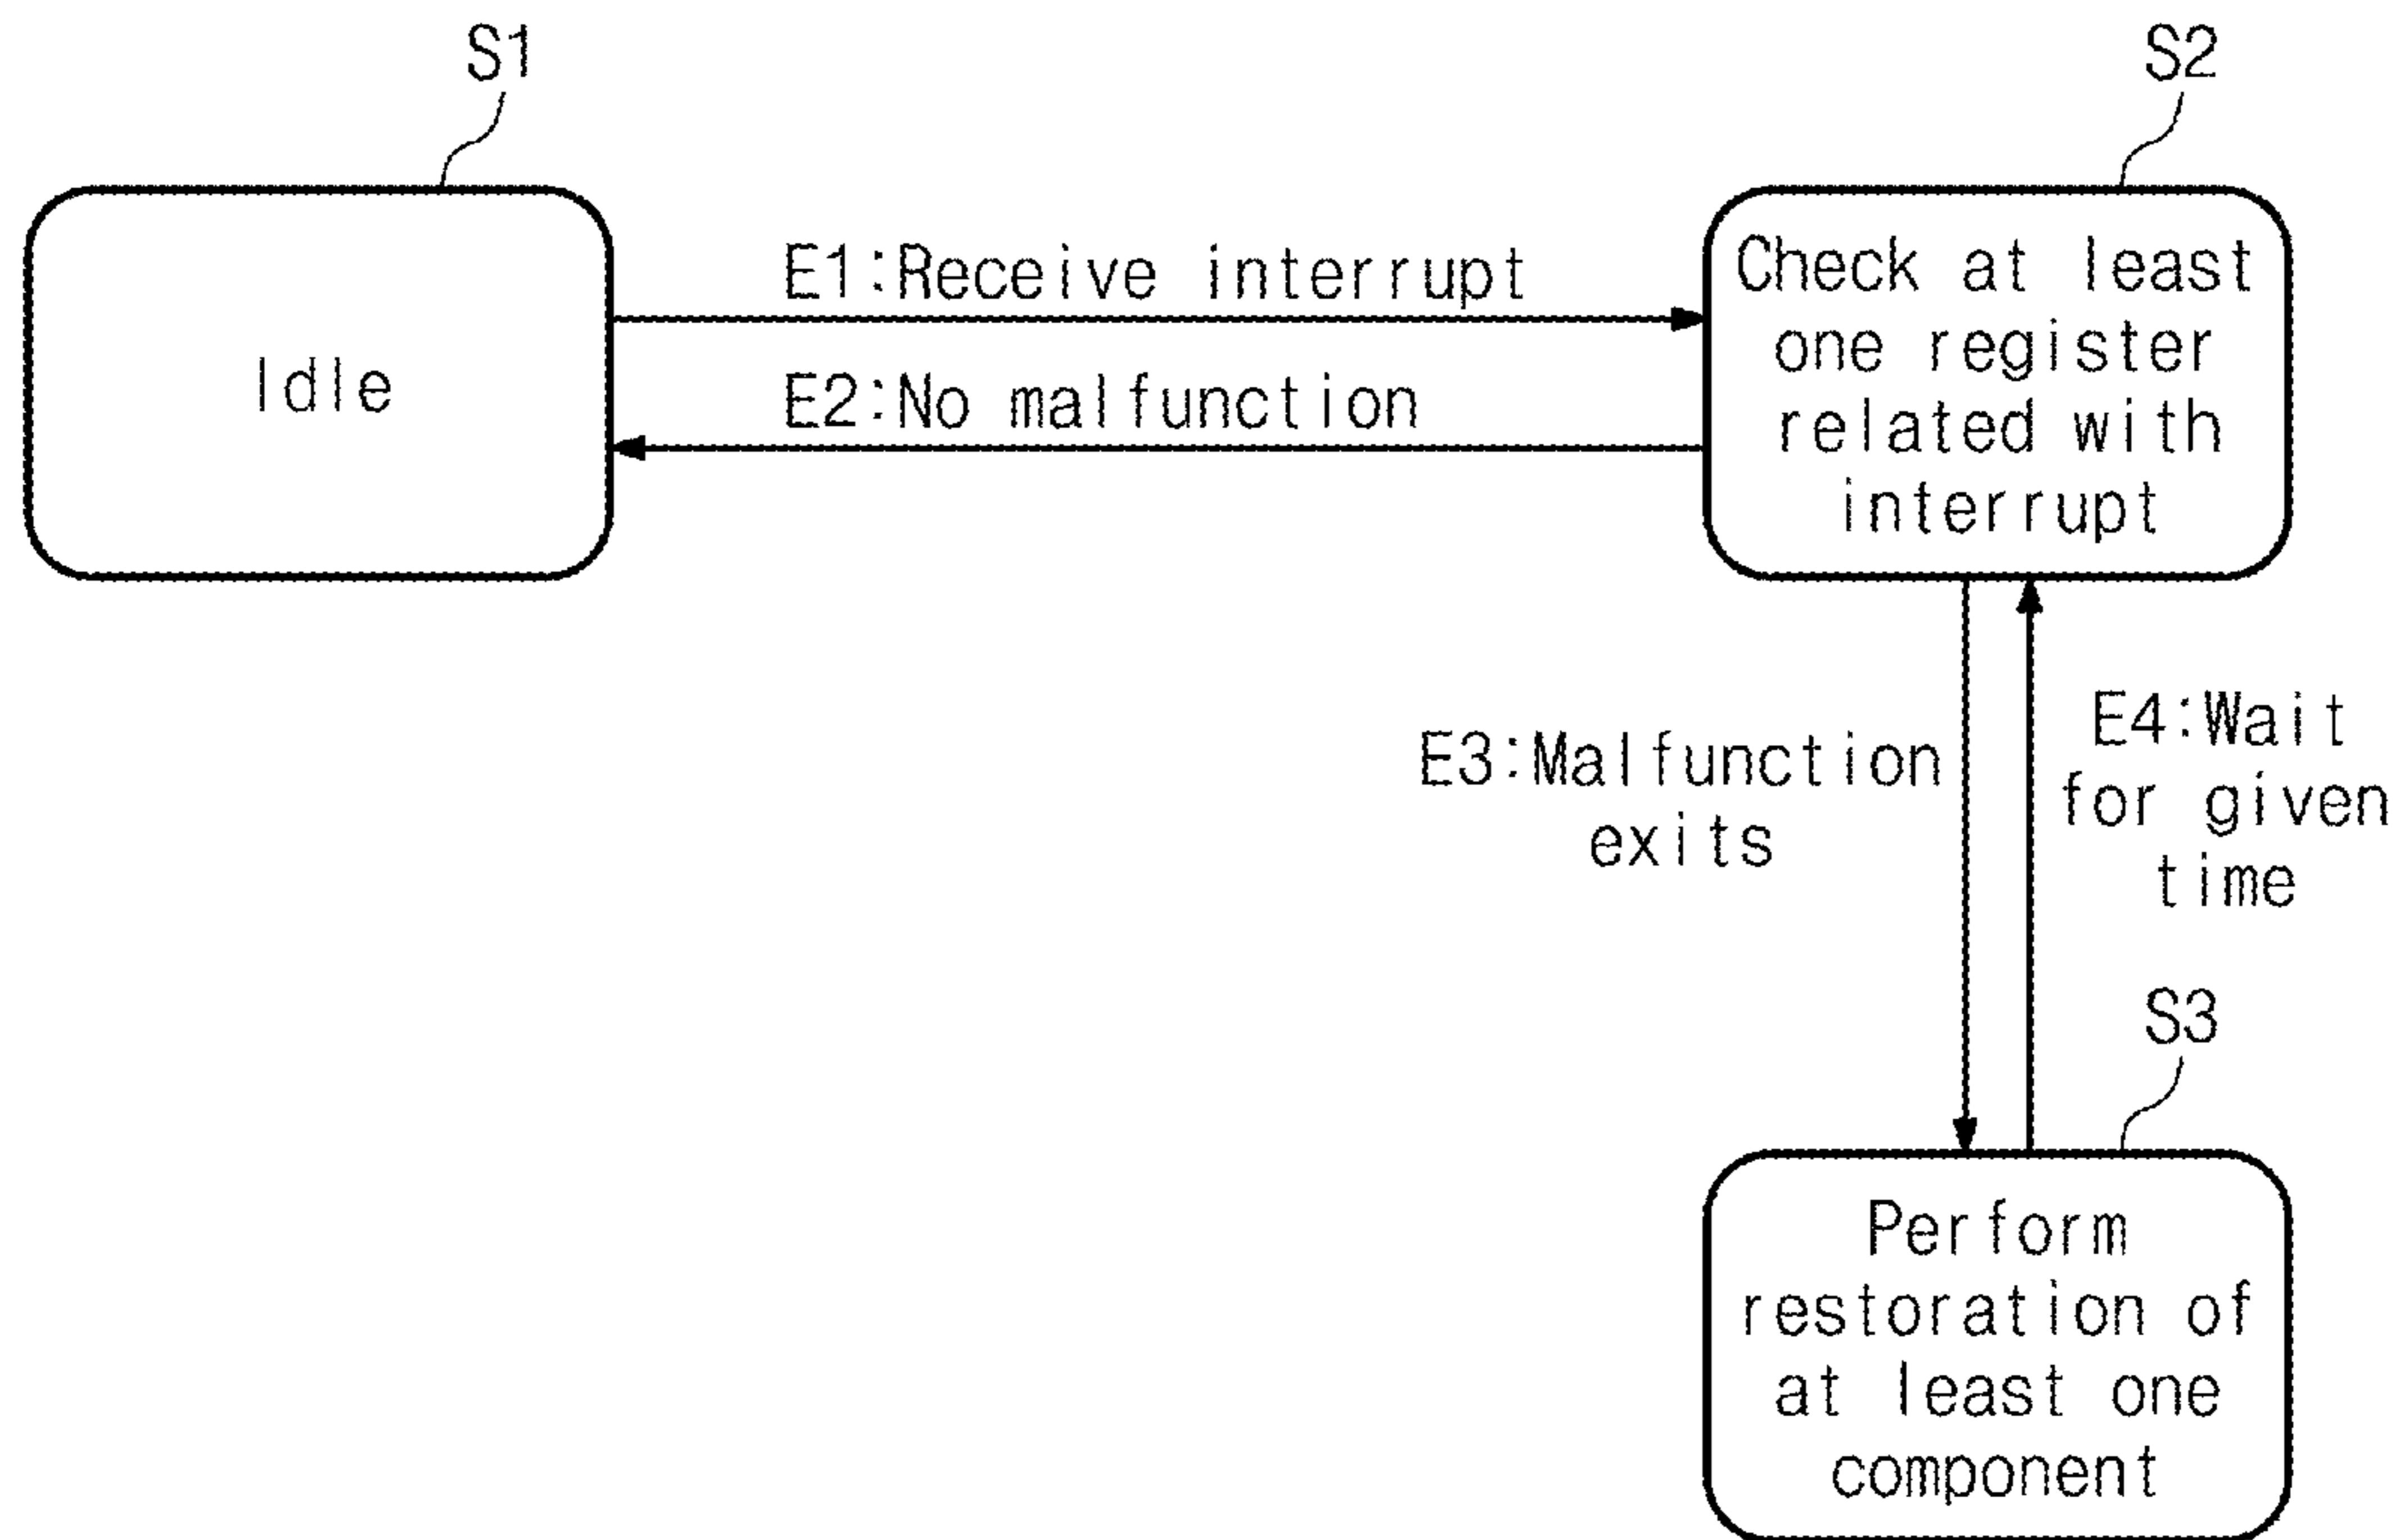 S1
S2
Idle
E1:Receive interrupt
E2:No malfunction
Check at least
one register
related with
interrupt
E3:Malfunction
exits
E4:Wait
for given
time
S3
Perform
restoration of
at least one
component